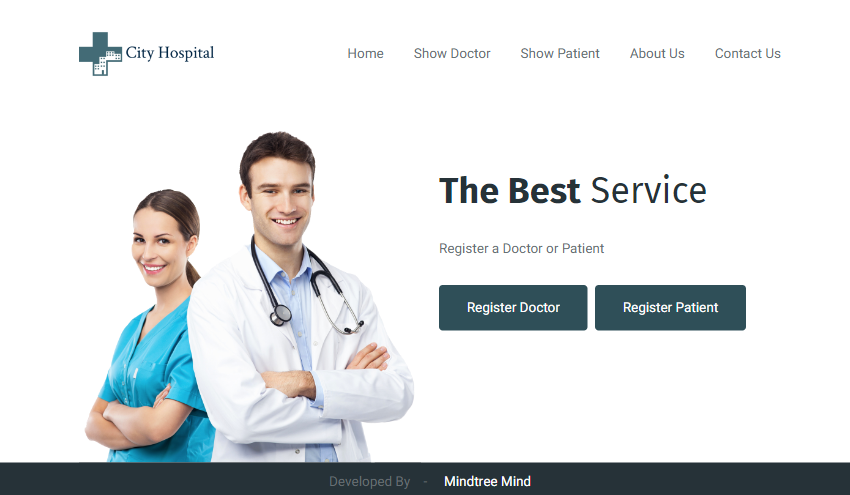 City Hospital
Home Show Doctor Show Patient About Us Contact Us
The Best Service
Register a Doctor or Patient
Register Doctor Register Patient
Developed By - Mindtree Mind